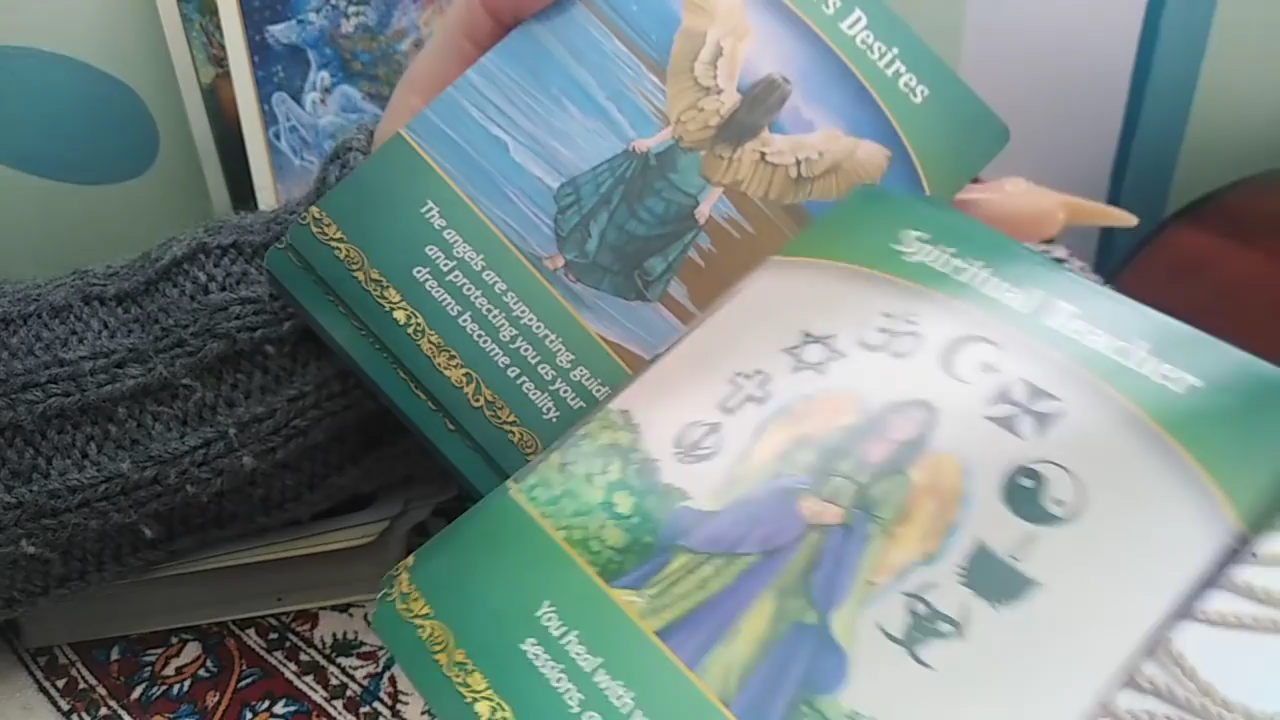 's Desires
The angels are supporting, guidi
and protecting you as your
dreams become a reality.
Spiritual Teacher
You heal with y
sessions,